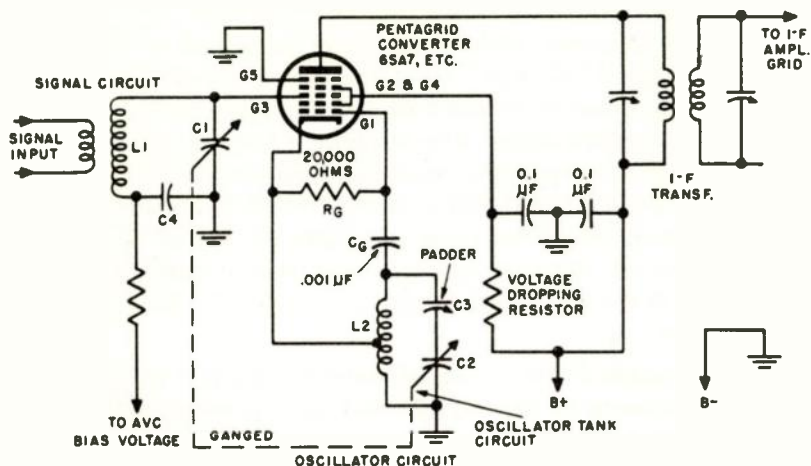 PENTAGRID
CONVERTER
6SA7, ETC.
TO I-F
AMPL.
GRID
SIGNAL CIRCUIT
G5
G2 & G4
G3
G1
SIGNAL
INPUT
L1
C1
20,000
OHMS
RG
C4
0.1
µF
0.1
µF
I-F
TRANSF.
CG
.001 µF
PADDER
C3
VOLTAGE
DROPPING
RESISTOR
L2
C2
B+
B-
TO AVC
BIAS VOLTAGE
GANGED
OSCILLATOR TANK
CIRCUIT
OSCILLATOR CIRCUIT